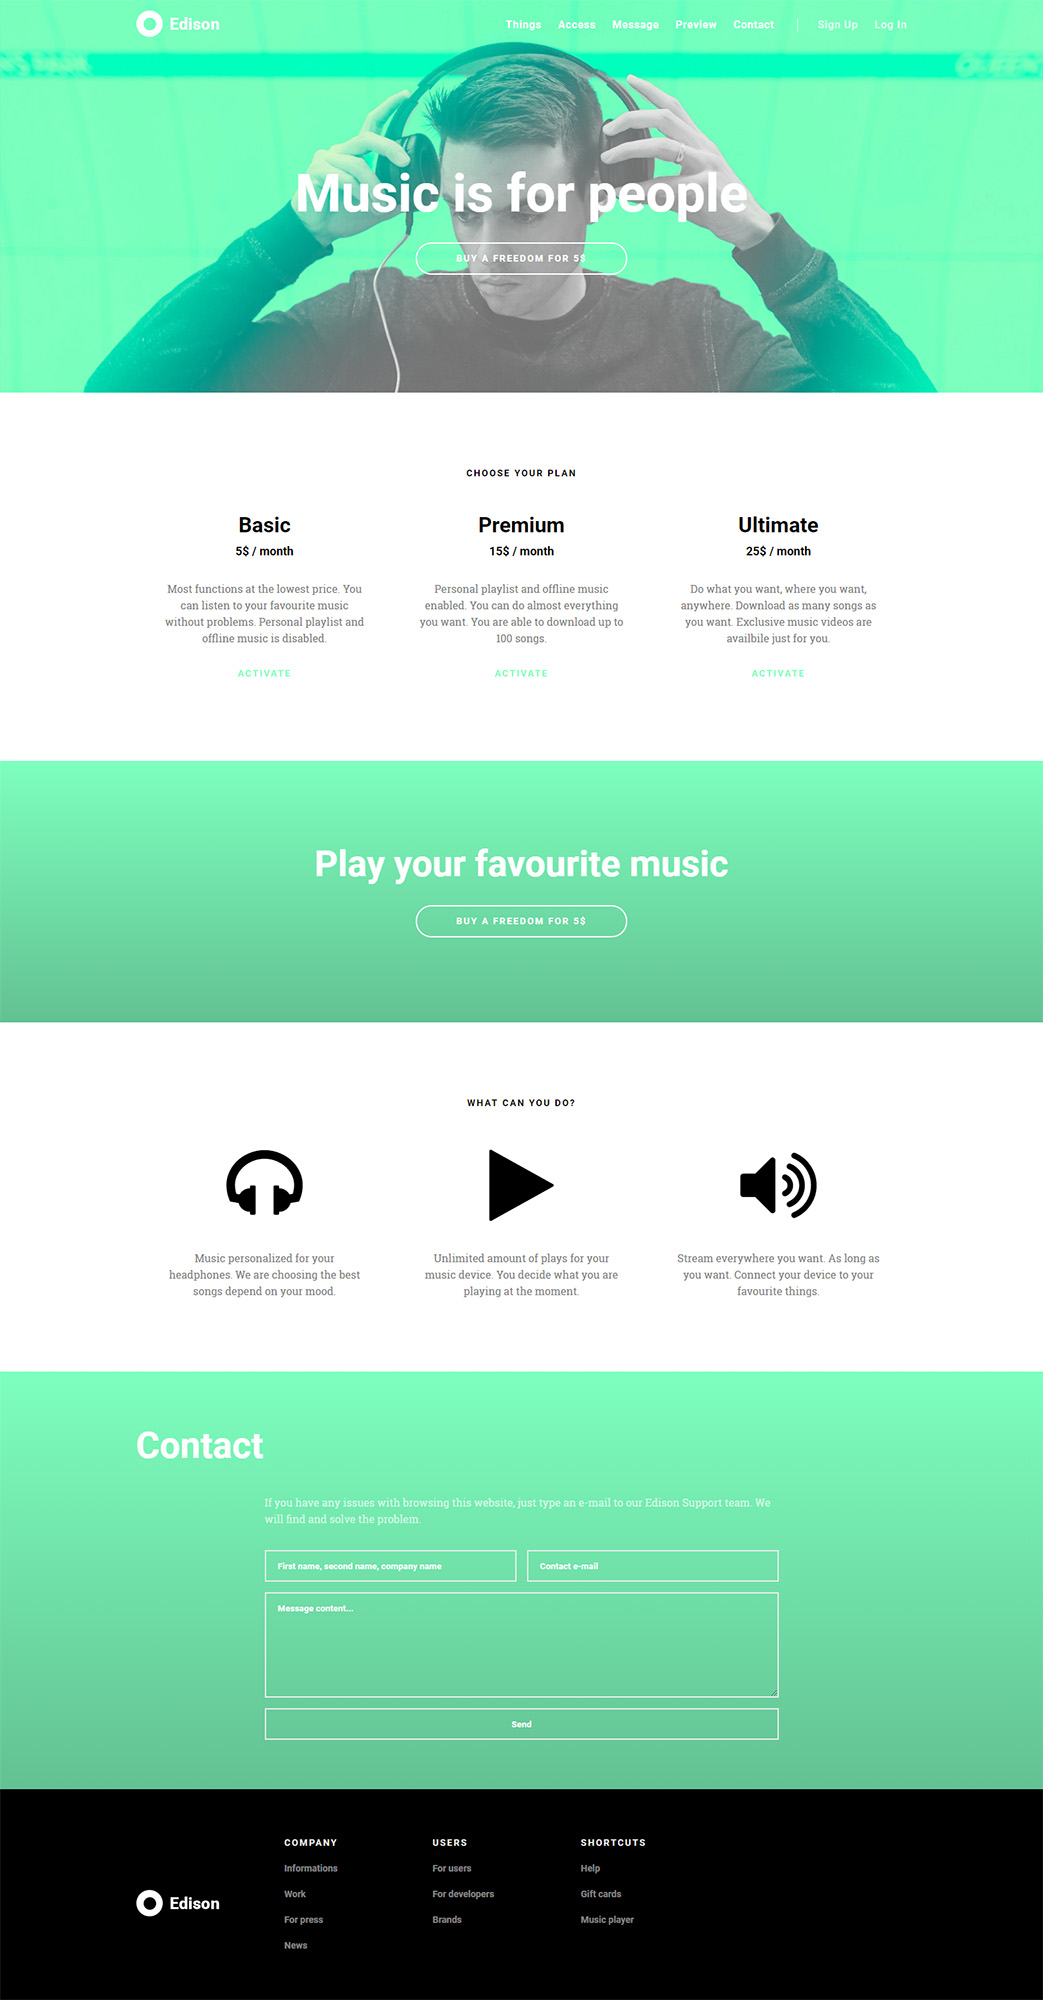 Edison
Things Access Message Preview Contact Sign Up Log In
Music is for people
BUY A FREEDOM FOR 5$
CHOOSE YOUR PLAN
Basic
5$ / month
Most functions at the lowest price. You
can listen to your favourite music
without problems. Personal playlist and
offline music is disabled.
ACTIVATE
Premium
15$ / month
Personal playlist and offline music
enabled. You can do almost everything
you want. You are able to download up to
100 songs.
ACTIVATE
Ultimate
25$ / month
Do what you want, where you want,
anywhere. Download as many songs as
you want. Exclusive music videos are
availbile just for you.
ACTIVATE
Play your favourite music
BUY A FREEDOM FOR 5$
WHAT CAN YOU DO?
Music personalized for your
headphones. We are choosing the best
songs depend on your mood.
Unlimited amount of plays for your
music device. You decide what you are
playing at the moment.
Stream everywhere you want. As long as
you want. Connect your device to your
favourite things.
Contact
If you have any issues with browsing this website, just type an e-mail to our Edison Support team. We
will find and solve the problem.
First name, second name, company name
Contact e-mail
Message content...
Send
Edison
COMPANY
Informations
Work
For press
News
USERS
For users
For developers
Brands
SHORTCUTS
Help
Gift cards
Music player